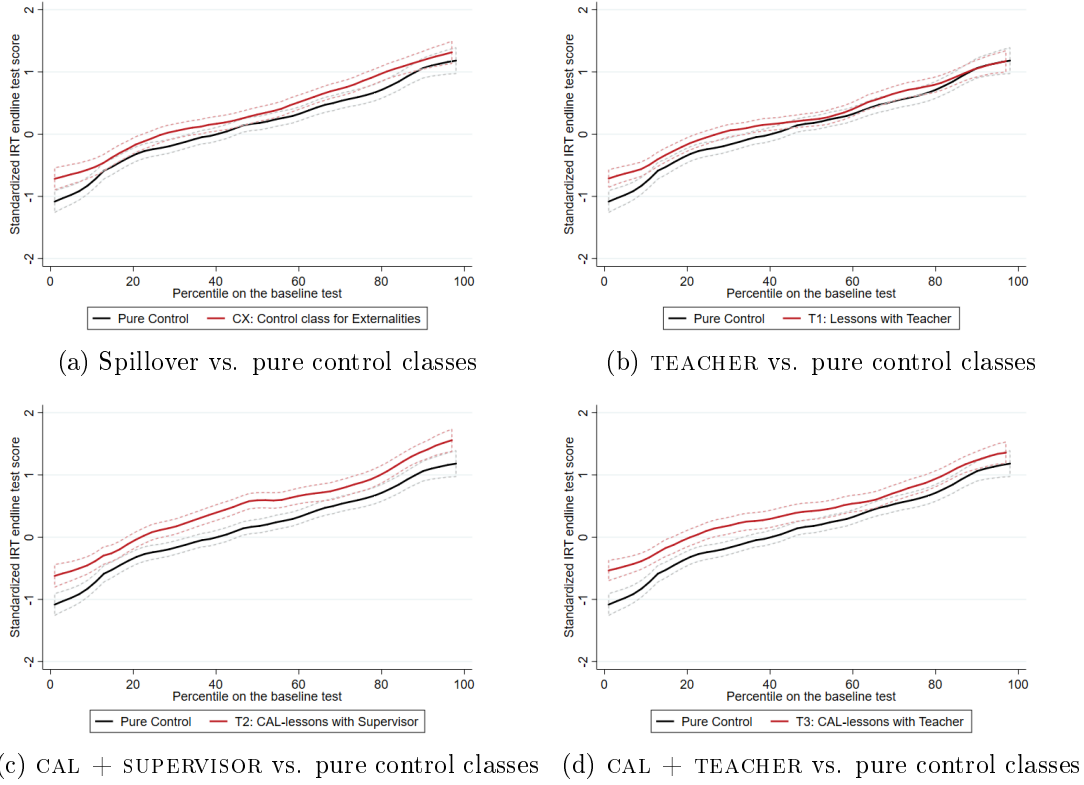 Standardized IRT endline test score
2
1
0
-1
-2
0 20 40 60 80 100
Percentile on the baseline test
Pure Control CX: Control class for Externalities
(a) Spillover vs. pure control classes
Standardized IRT endline test score
2
1
0
-1
-2
0 20 40 60 80 100
Percentile on the baseline test
Pure Control T1: Lessons with Teacher
(b) TEACHER vs. pure control classes
Standardized IRT endline test score
2
1
0
-1
-2
0 20 40 60 80 100
Percentile on the baseline test
Pure Control T2: CAL-lessons with Supervisor
(c) CAL + SUPERVISOR vs. pure control classes
Standardized IRT endline test score
2
1
0
-1
-2
0 20 40 60 80 100
Percentile on the baseline test
Pure Control T3: CAL-lessons with Teacher
(d) CAL + TEACHER vs. pure control classes